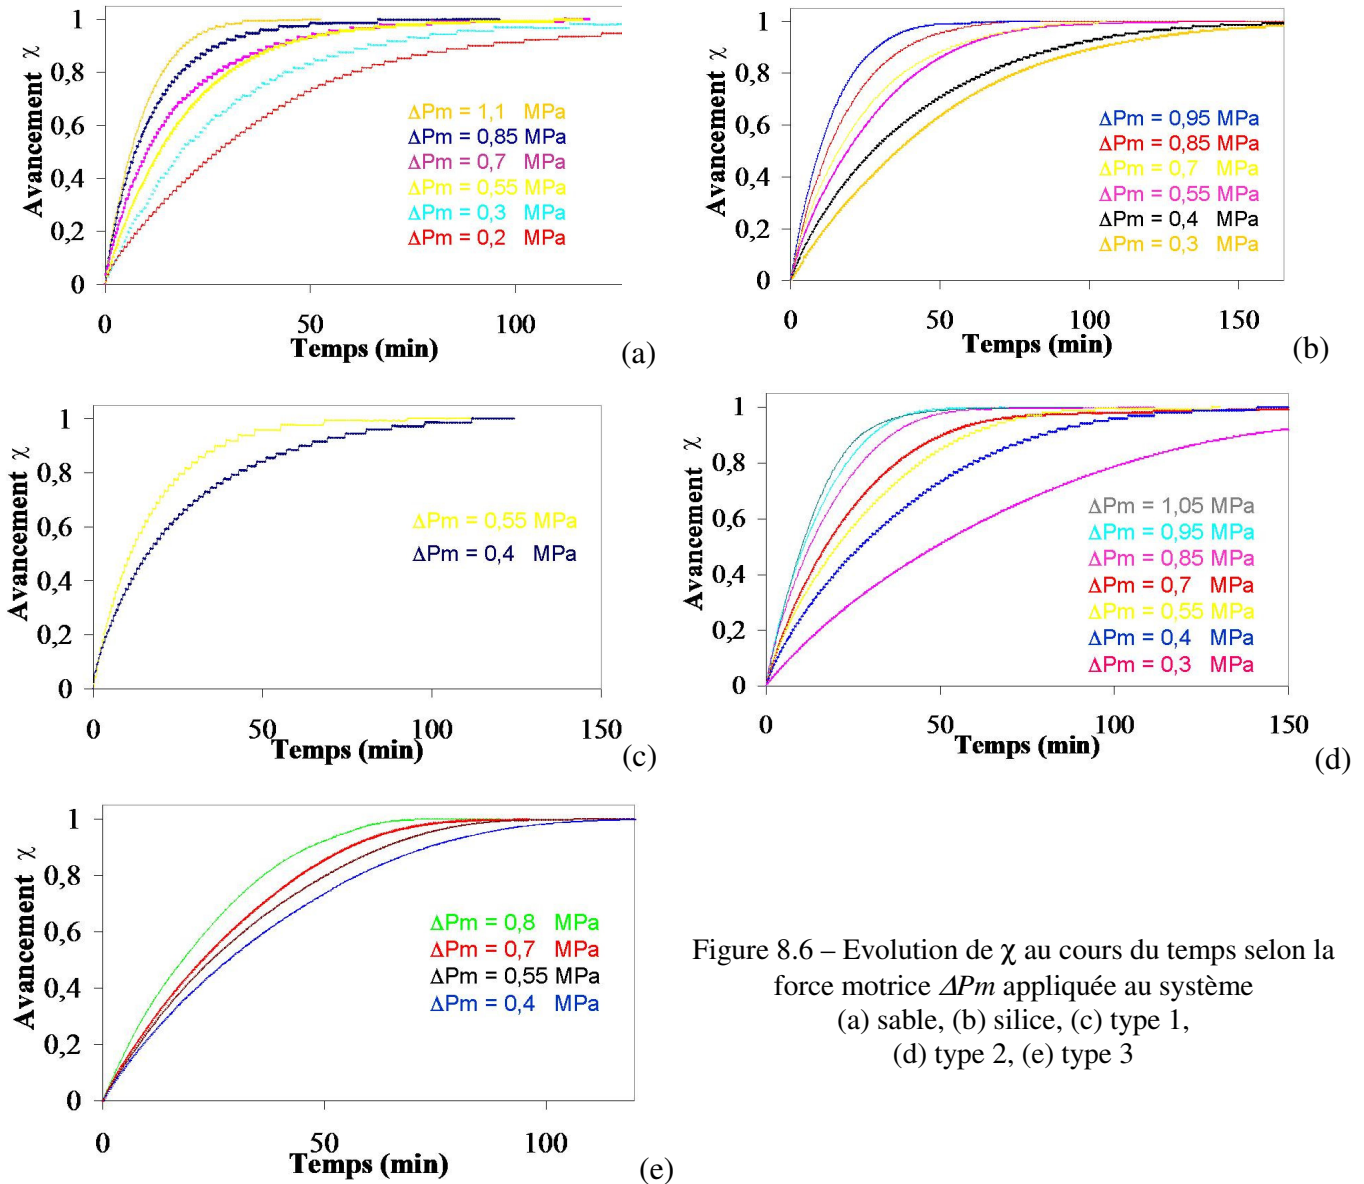 Avancement χ
1
0,8
0,6
0,4
0,2
0
0
50
100
Temps (min)
ΔPm = 1,1 MPa
ΔPm = 0,85 MPa
ΔPm = 0,7 MPa
ΔPm = 0,55 MPa
ΔPm = 0,3 MPa
ΔPm = 0,2 MPa
(a)
Avancement χ
1
0,8
0,6
0,4
0,2
0
0
50
100
150
Temps (min)
ΔPm = 0,95 MPa
ΔPm = 0,85 MPa
ΔPm = 0,7 MPa
ΔPm = 0,55 MPa
ΔPm = 0,4 MPa
ΔPm = 0,3 MPa
(b)
Avancement χ
1
0,8
0,6
0,4
0,2
0
0
50
100
150
Temps (min)
ΔPm = 0,55 MPa
ΔPm = 0,4 MPa
(c)
Avancement χ
1
0,8
0,6
0,4
0,2
0
0
50
100
150
Temps (min)
ΔPm = 1,05 MPa
ΔPm = 0,95 MPa
ΔPm = 0,85 MPa
ΔPm = 0,7 MPa
ΔPm = 0,55 MPa
ΔPm = 0,4 MPa
ΔPm = 0,3 MPa
(d)
Avancement χ
1
0,8
0,6
0,4
0,2
0
0
50
100
Temps (min)
ΔPm = 0,8 MPa
ΔPm = 0,7 MPa
ΔPm = 0,55 MPa
ΔPm = 0,4 MPa
(e)
Figure 8.6 – Evolution de χ au cours du temps selon la
force motrice ΔPm appliquée au système
(a) sable, (b) silice, (c) type 1,
(d) type 2, (e) type 3